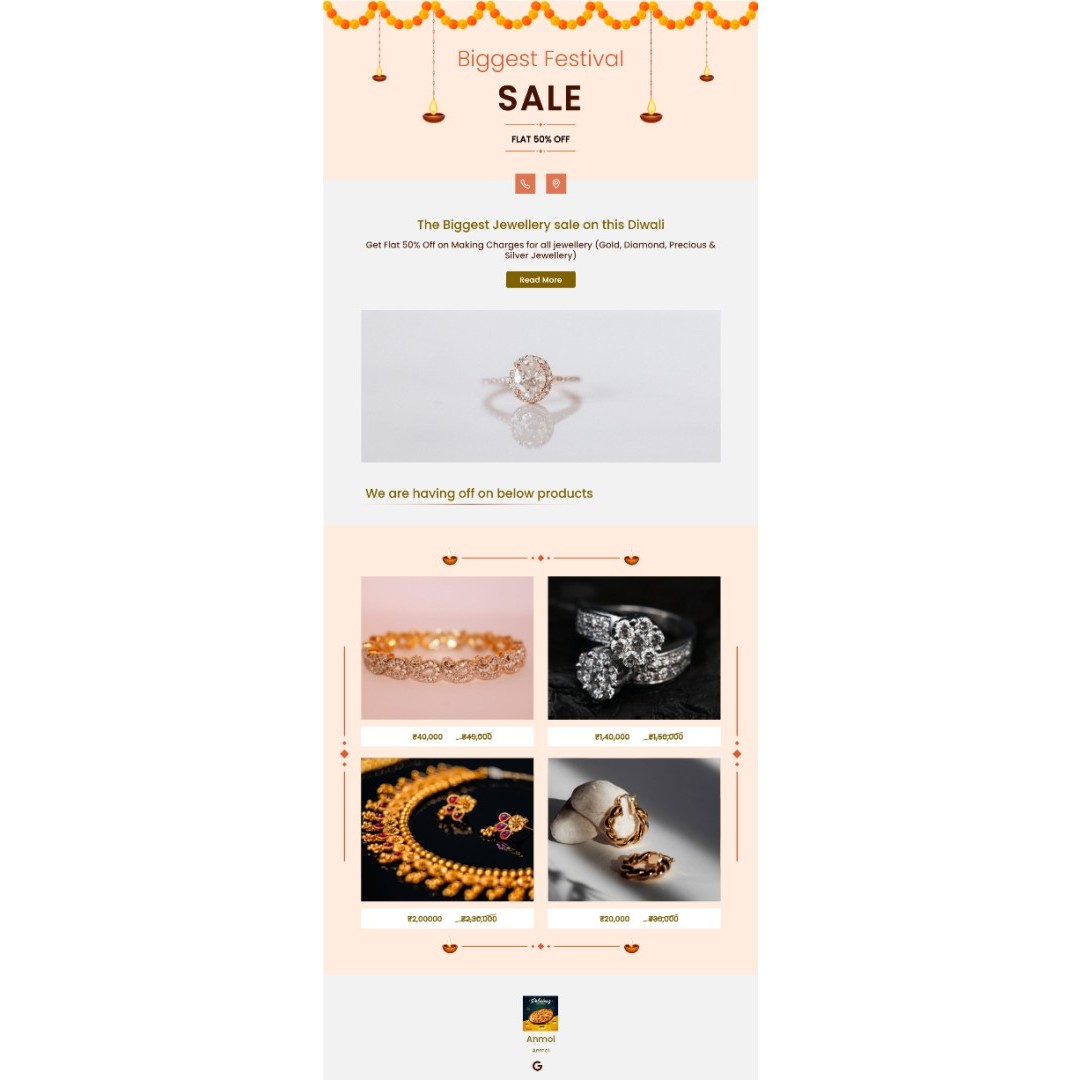 Biggest Festival
SALE
FLAT 50% OFF
The Biggest Jewellery sale on this Diwali
Get Flat 50% Off on Making Charges for all jewellery (Gold, Diamond, Precious &
Silver Jewellery)
Read More
We are having off on below products
₹40,000 ₹45,000
₹1,40,000 ₹1,50,000
₹2,00000 ₹2,30,000
₹20,000 ₹30,000
Delicious
Anmol
Anmol
G